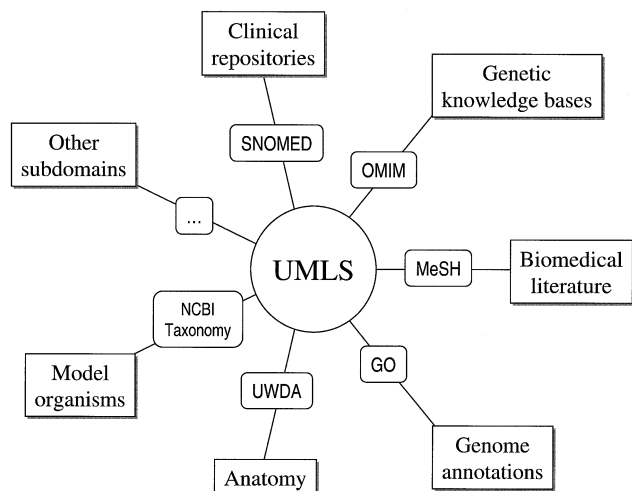 Clinical
repositories
Genetic
knowledge bases
SNOMED
Other
subdomains
OMIM
...
UMLS
MeSH
Biomedical
literature
NCBI
Taxonomy
GO
Model
organisms
UWDA
Genome
annotations
Anatomy